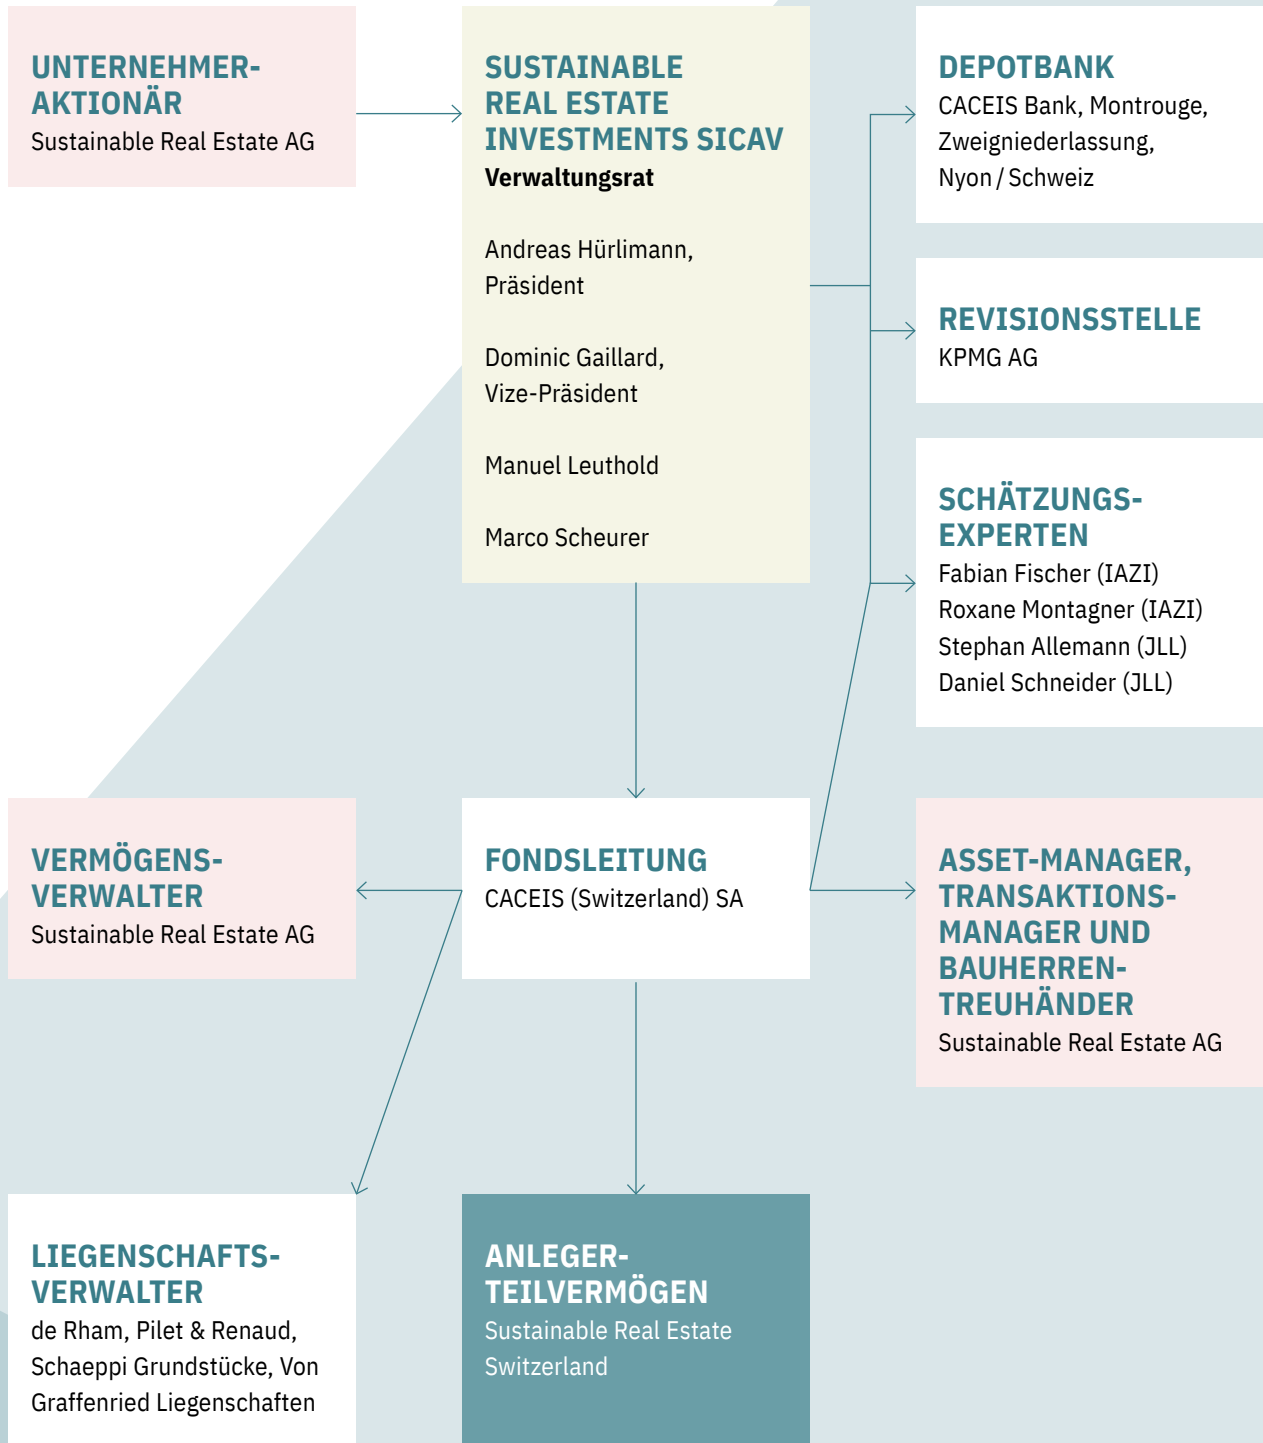 UNTERNEHMER-
AKTIONÄR
Sustainable Real Estate AG
SUSTAINABLE
REAL ESTATE
INVESTMENTS SICAV
Verwaltungsrat
Andreas Hürlimann,
Präsident
Dominic Gaillard,
Vize-Präsident
Manuel Leuthold
Marco Scheurer
DEPOTBANK
CACEIS Bank, Montrouge,
Zweigniederlassung,
Nyon / Schweiz
REVISIONSSTELLE
KPMG AG
SCHÄTZUNGS-
EXPERTEN
Fabian Fischer (IAZI)
Roxane Montagner (IAZI)
Stephan Allemann (JLL)
Daniel Schneider (JLL)
VERMÖGENS-
VERWALTER
Sustainable Real Estate AG
FONDSLEITUNG
CACEIS (Switzerland) SA
ASSET-MANAGER,
TRANSAKTIONS-
MANAGER UND
BAUHERREN-
TREUHÄNDER
Sustainable Real Estate AG
LIEGENSCHAFTS-
VERWALTER
de Rham, Pilet & Renaud,
Schaeppi Grundstücke, Von
Graffenried Liegenschaften
ANLEGER-
TEILVERMÖGEN
Sustainable Real Estate
Switzerland